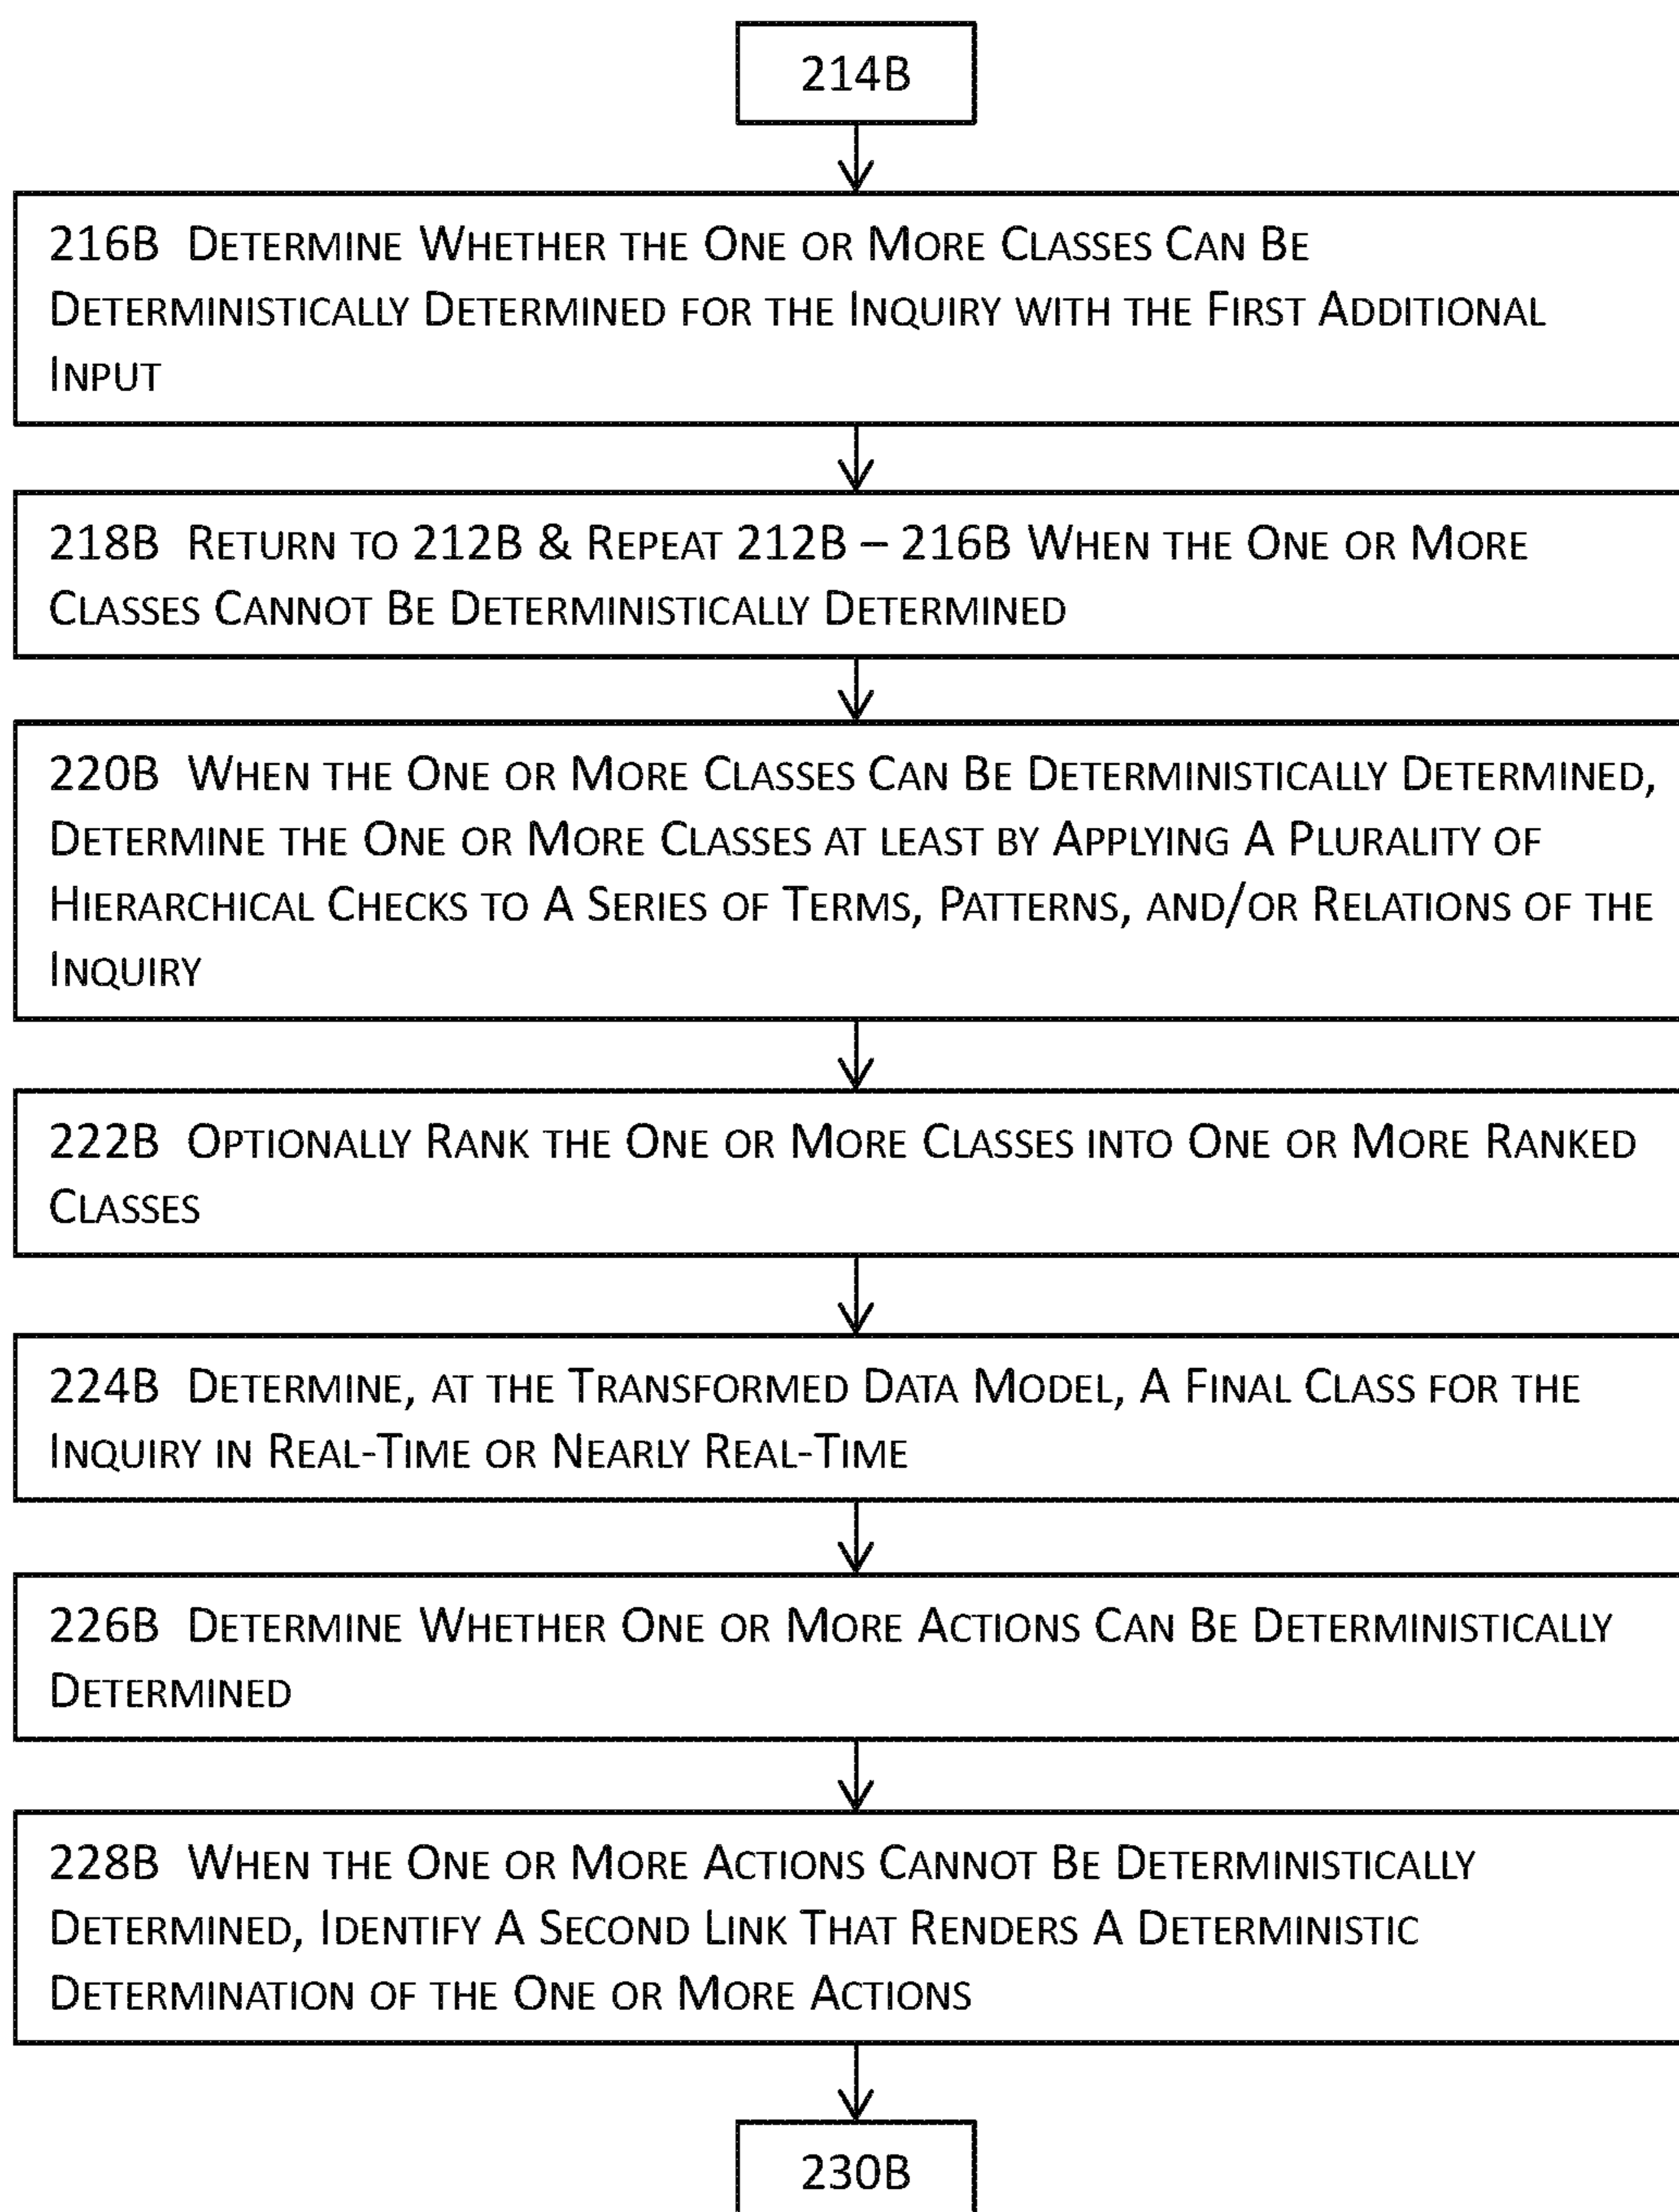 214B
216B DETERMINE WHETHER THE ONE OR MORE CLASSES CAN BE
DETERMINISTICALLY DETERMINED FOR THE INQUIRY WITH THE FIRST ADDITIONAL
INPUT
218B RETURN TO 212B & REPEAT 212B – 216B WHEN THE ONE OR MORE
CLASSES CANNOT BE DETERMINISTICALLY DETERMINED
220B WHEN THE ONE OR MORE CLASSES CAN BE DETERMINISTICALLY DETERMINED,
DETERMINE THE ONE OR MORE CLASSES AT LEAST BY APPLYING A PLURALITY OF
HIERARCHICAL CHECKS TO A SERIES OF TERMS, PATTERNS, AND/OR RELATIONS OF THE
INQUIRY
222B OPTIONALLY RANK THE ONE OR MORE CLASSES INTO ONE OR MORE RANKED
CLASSES
224B DETERMINE, AT THE TRANSFORMED DATA MODEL, A FINAL CLASS FOR THE
INQUIRY IN REAL-TIME OR NEARLY REAL-TIME
226B DETERMINE WHETHER ONE OR MORE ACTIONS CAN BE DETERMINISTICALLY
DETERMINED
228B WHEN THE ONE OR MORE ACTIONS CANNOT BE DETERMINISTICALLY
DETERMINED, IDENTIFY A SECOND LINK THAT RENDERS A DETERMINISTIC
DETERMINATION OF THE ONE OR MORE ACTIONS
230B